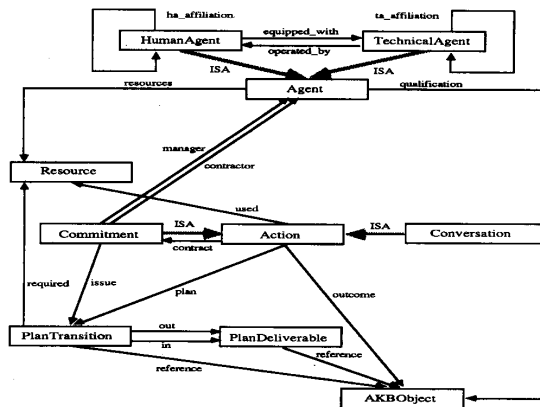 ha_affiliation
ta_affiliation
equipped_with
HumanAgent
TechnicalAgent
operated_by
ISA
ISA
resources
Agent
qualification
manager
contractor
Resource
used
Commitment
ISA
Action
ISA
Conversation
contract
required
issue
plan
outcome
PlanTransition
out
in
PlanDeliverable
reference
reference
AKBObject